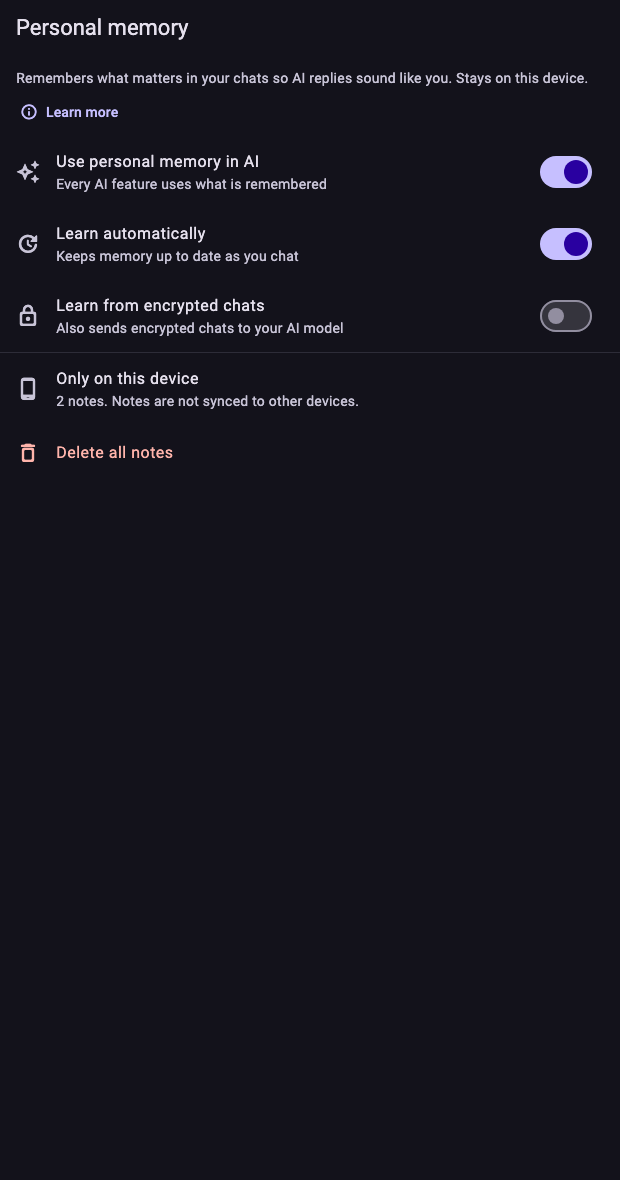 Personal memory
Remembers what matters in your chats so AI replies sound like you. Stays on this device.
Learn more
Use personal memory in AI
Every AI feature uses what is remembered
Learn automatically
Keeps memory up to date as you chat
Learn from encrypted chats
Also sends encrypted chats to your AI model
Only on this device
2 notes. Notes are not synced to other devices.
Delete all notes